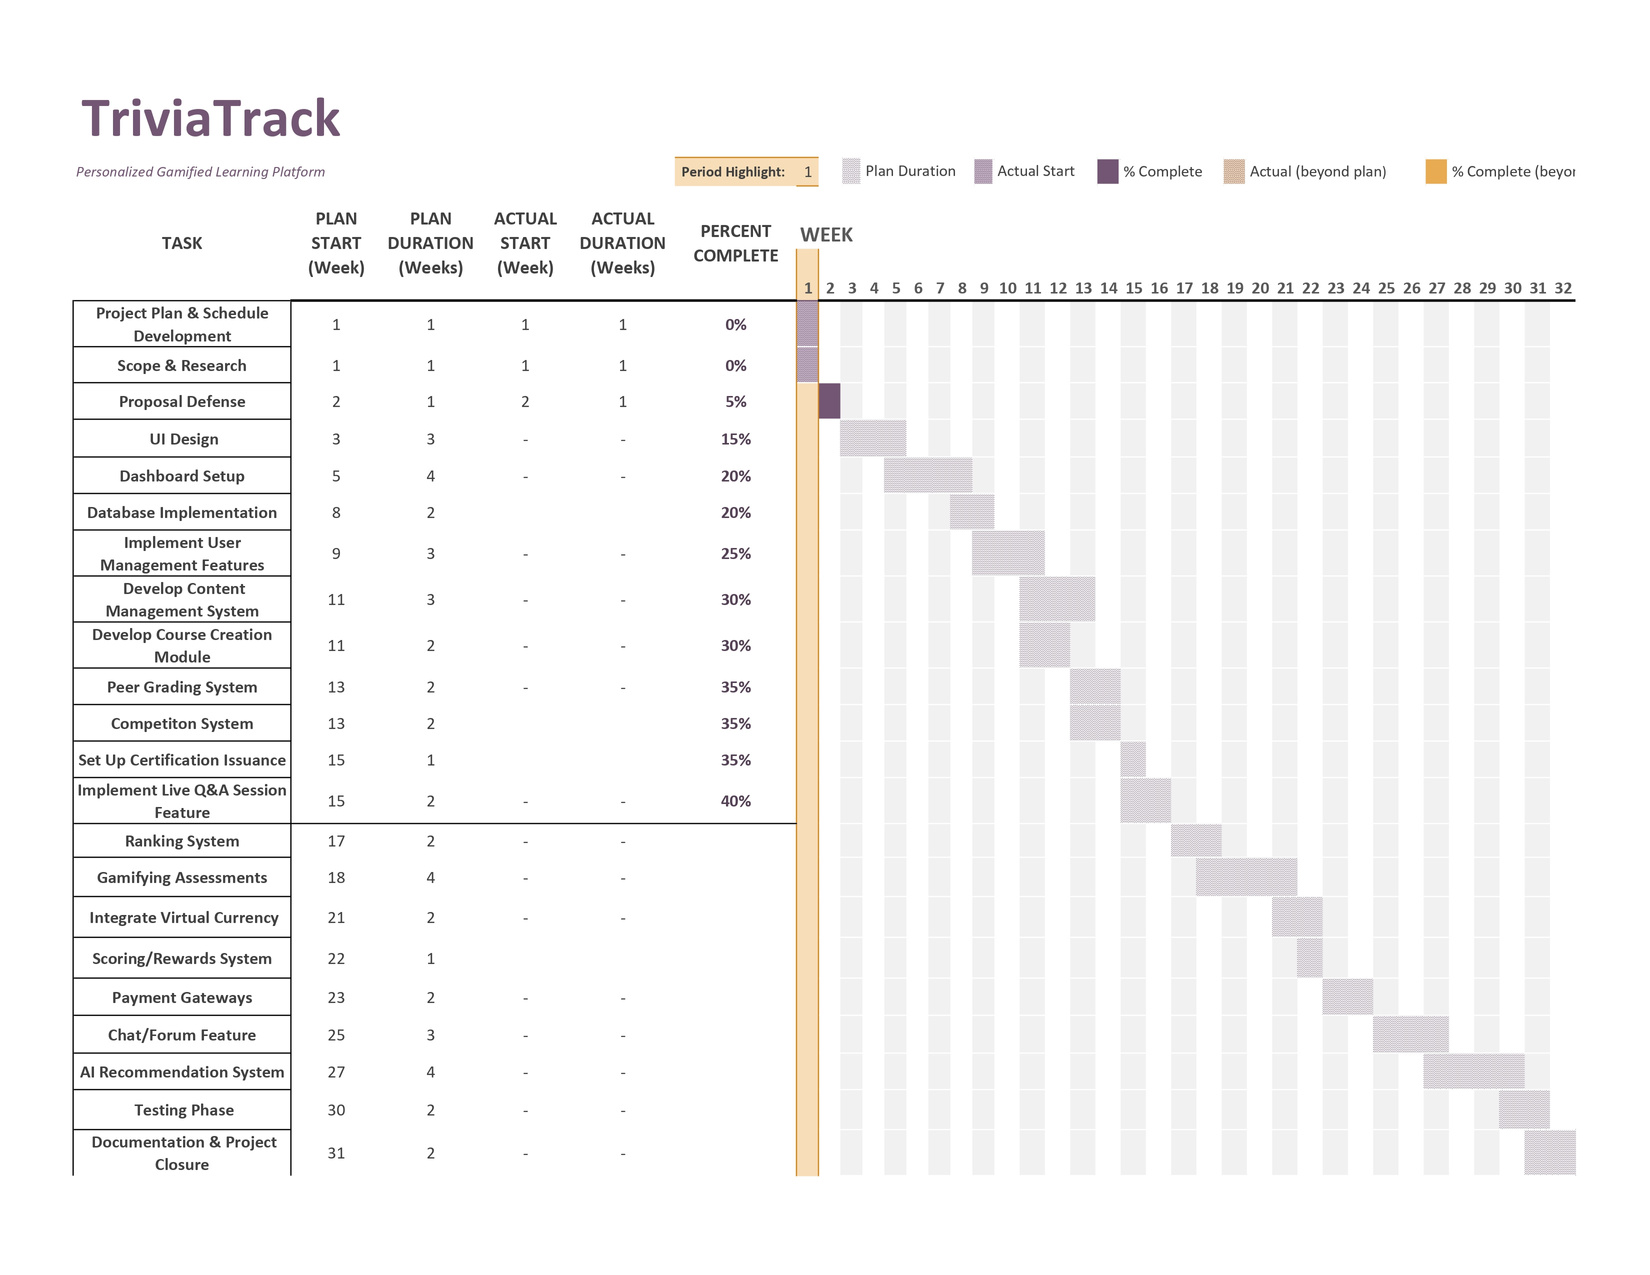 TriviaTrack
Personalized Gamified Learning Platform
Period Highlight: 1 Plan Duration Actual Start % Complete Actual (beyond plan) % Complete (beyor
TASK
PLAN START (Week)
PLAN DURATION (Weeks)
ACTUAL START (Week)
ACTUAL DURATION (Weeks)
PERCENT COMPLETE
WEEK
1 2 3 4 5 6 7 8 9 10 11 12 13 14 15 16 17 18 19 20 21 22 23 24 25 26 27 28 29 30 31 32
Project Plan & Schedule
Development 1 1 1 1 0%
Scope & Research 1 1 1 1 0%
Proposal Defense 2 1 2 1 5%
UI Design 3 3 - - 15%
Dashboard Setup 5 4 - - 20%
Database Implementation 8 2 20%
Implement User
Management Features 9 3 - - 25%
Develop Content
Management System 11 3 - - 30%
Develop Course Creation
Module 11 2 - - 30%
Peer Grading System 13 2 - - 35%
Competiton System 13 2 35%
Set Up Certification Issuance 15 1 35%
Implement Live Q&A Session
Feature 15 2 - - 40%
Ranking System 17 2 - -
Gamifying Assessments 18 4 - -
Integrate Virtual Currency 21 2 - -
Scoring/Rewards System 22 1
Payment Gateways 23 2 - -
Chat/Forum Feature 25 3 - -
AI Recommendation System 27 4 - -
Testing Phase 30 2 - -
Documentation & Project
Closure 31 2 - -